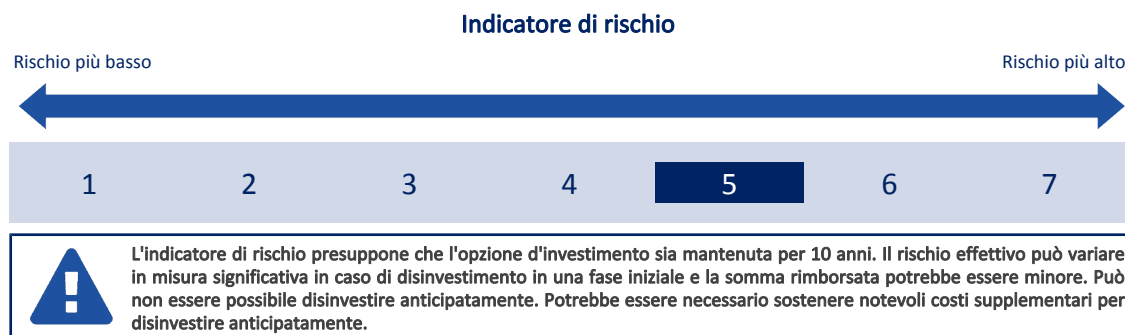 Indicatore di rischio
Rischio più basso
Rischio più alto
1 2 3 4 5 6 7
L'indicatore di rischio presuppone che l'opzione d'investimento sia mantenuta per 10 anni. Il rischio effettivo può variare
in misura significativa in caso di disinvestimento in una fase iniziale e la somma rimborsata potrebbe essere minore. Può
non essere possibile disinvestire anticipatamente. Potrebbe essere necessario sostenere notevoli costi supplementari per
disinvestire anticipatamente.